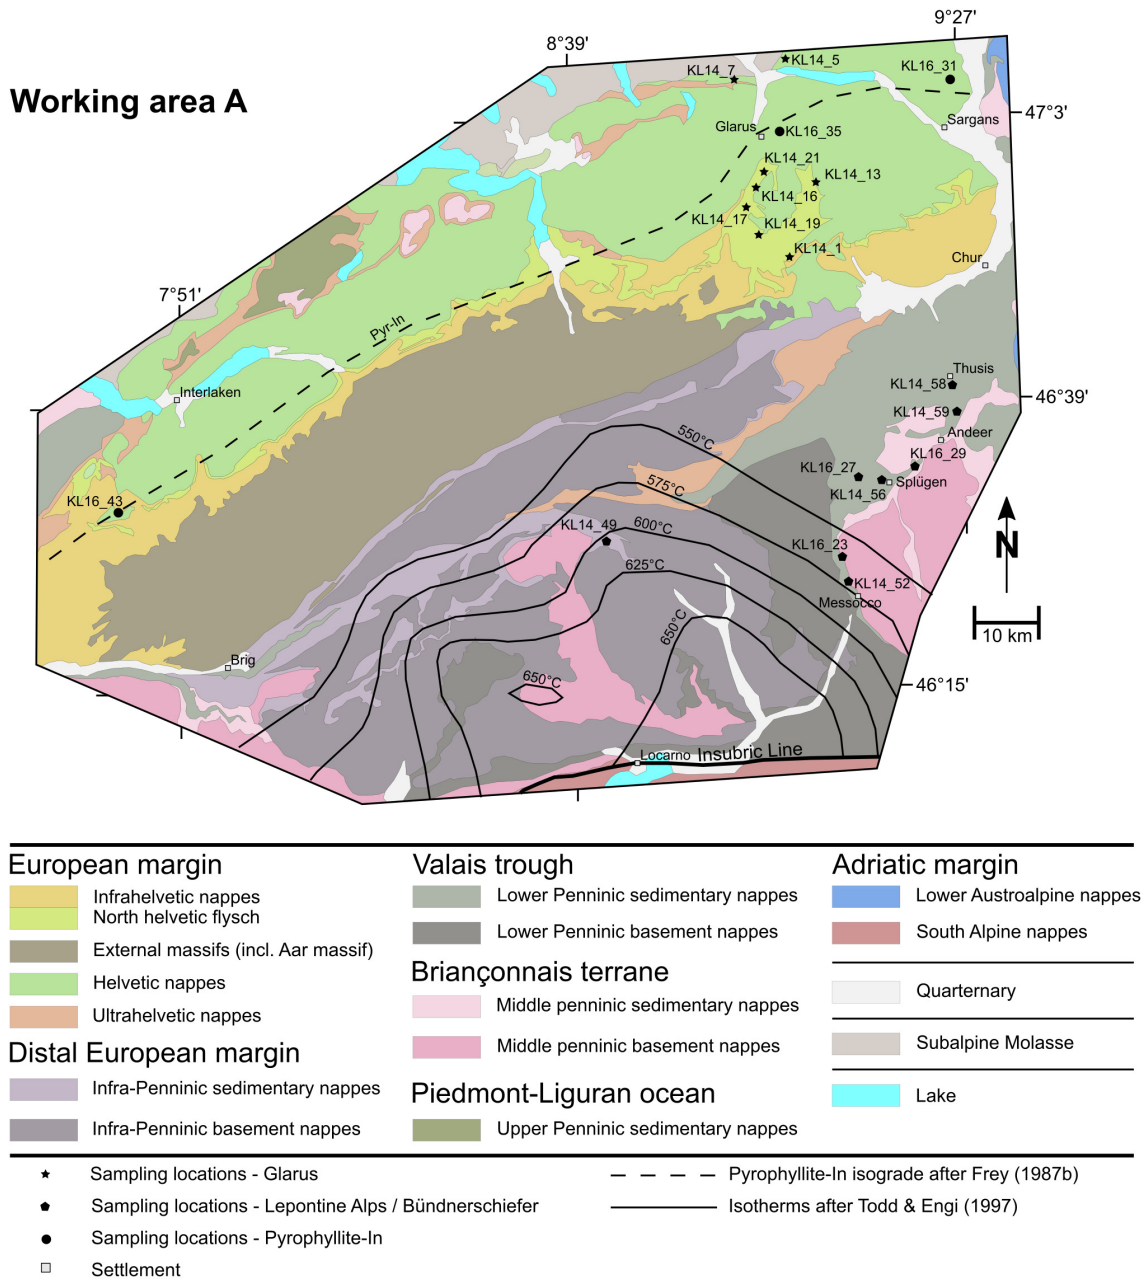 Working area A
8°39'
9°27'
KL14_5
KL14_7
KL16_31
47°3'
Sargans
Glarus
KL16_35
KL14_21
KL14_13
KL14_16
KL14_17
KL14_19
KL14_1
Chur
7°51'
Pyr-In
Interlaken
Thusis
KL14_58
46°39'
KL14_59
Andeer
550°C
KL16_29
KL16_27
Splügen
KL14_56
575°C
KL16_43
KL14_49
600°C
N
KL16_23
625°C
KL14_52
Messocco
10 km
650°C
Brig
650°C
46°15'
Locarno
Insubric Line
European margin
Infrahelvetic nappes
North helvetic flysch
External massifs (incl. Aar massif)
Helvetic nappes
Ultrahelvetic nappes
Distal European margin
Infra-Penninic sedimentary nappes
Infra-Penninic basement nappes
Valais trough
Lower Penninic sedimentary nappes
Lower Penninic basement nappes
Briançonnais terrane
Middle penninic sedimentary nappes
Middle penninic basement nappes
Piedmont-Liguran ocean
Upper Penninic sedimentary nappes
Adriatic margin
Lower Austroalpine nappes
South Alpine nappes
Quarternary
Subalpine Molasse
Lake
Sampling locations - Glarus
Sampling locations - Lepontine Alps / Bündnerschiefer
Sampling locations - Pyrophyllite-In
Settlement
Pyrophyllite-In isograde after Frey (1987b)
Isotherms after Todd & Engi (1997)